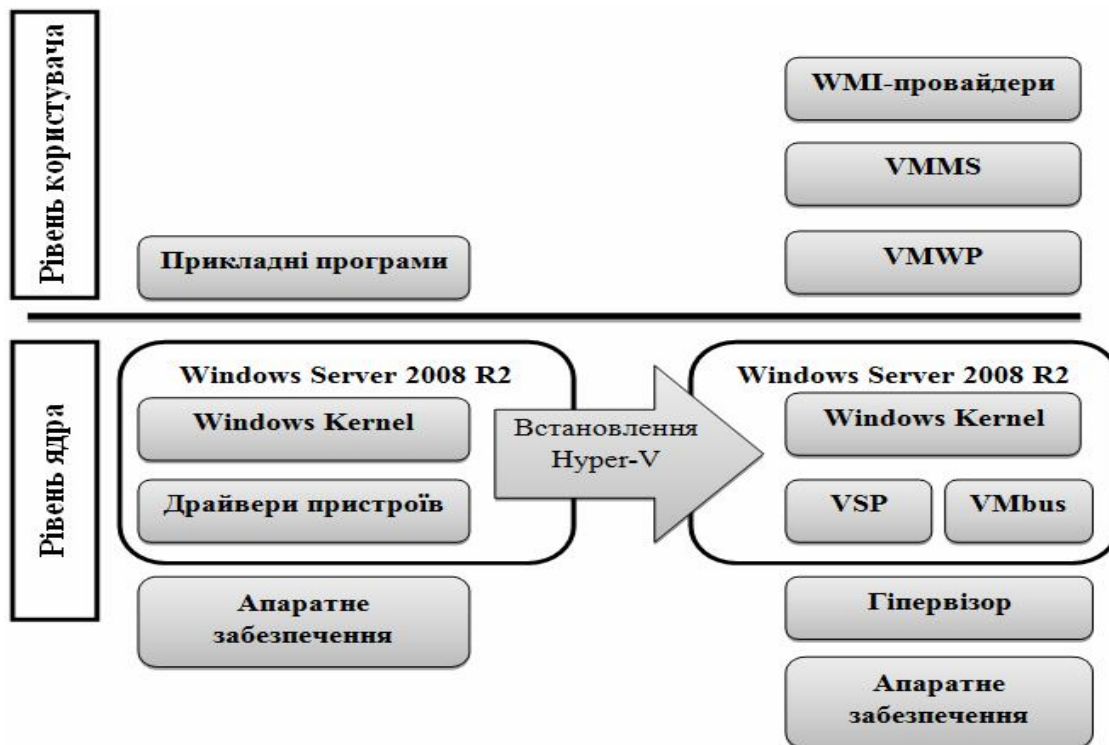 Рівень користувача
WMI-провайдери
VMMS
VMWP
Прикладні програми
Рівень ядра
Windows Server 2008 R2
Windows Kernel
Драйвери пристроїв
Апаратне
забезпечення
Встановлення
Hyper-V
Windows Server 2008 R2
Windows Kernel
VSP
VMbus
Гіпервізор
Апаратне
забезпечення